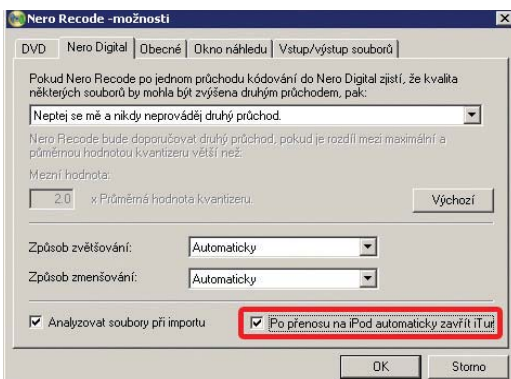 Nero Recode -možnosti
DVD Nero Digital Obecné Okno náhledu Vstup/výstup souborů
Pokud Nero Recode po jednom průchodu kódování do Nero Digital zjistí, že kvalita
některých souborů by mohla být zvýšena druhým průchodem, pak:
Neptej se mě a nikdy neprováděj druhý průchod.
Nero Recode bude doporučovat druhý průchod, pokud je rozdíl mezi maximální a
půměrnou hodnotou kvantizeru větší než:
Mezní hodnota:
2.0 x Průměrná hodnota kvantizeru. Výchozí
Způsob zvětšování: Automaticky
Způsob zmenšování: Automaticky
Analyzovat soubory při importu Po přenosu na iPod automaticky zavřít iTur
OK Storno